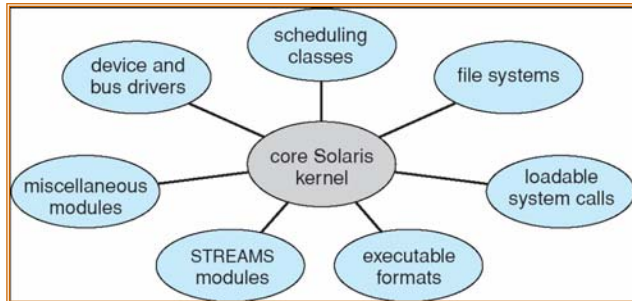 scheduling
classes
device and
bus drivers
file systems
core Solaris
kernel
miscellaneous
modules
loadable
system calls
STREAMS
modules
executable
formats